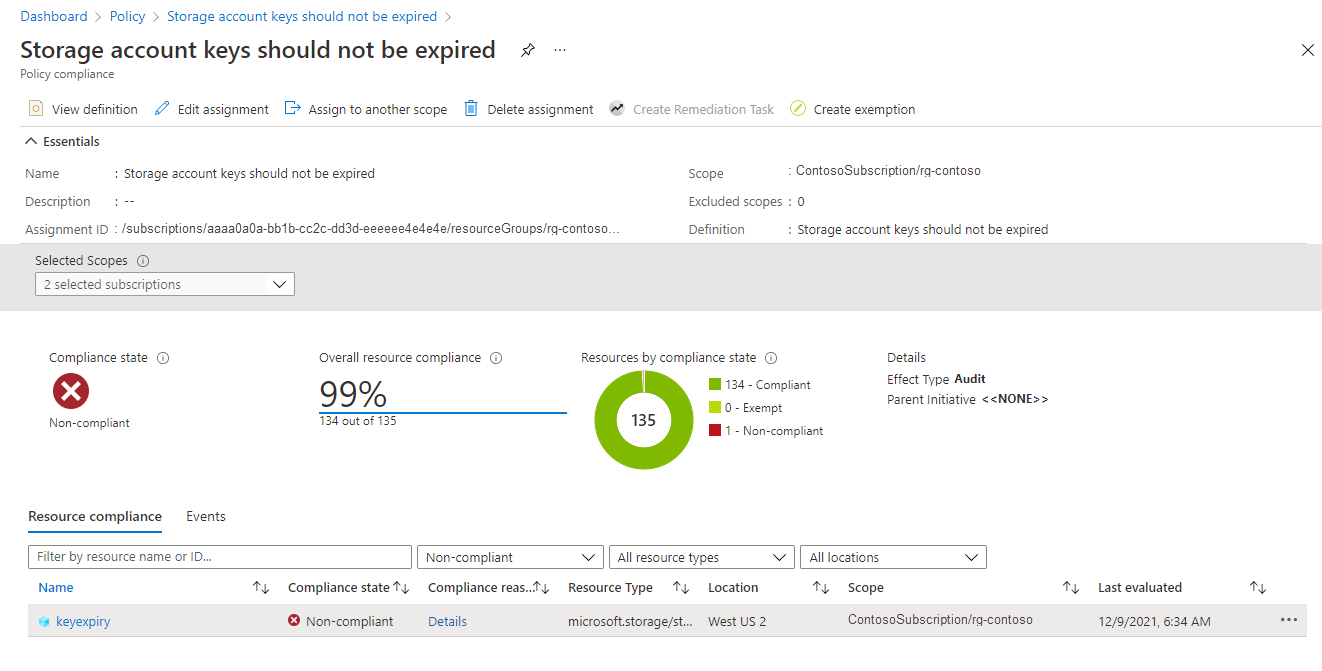 Dashboard > Policy > Storage account keys should not be expired >
Storage account keys should not be expired ...
Policy compliance
View definition Edit assignment Assign to another scope Delete assignment Create Remediation Task Create exemption
Essentials
Name : Storage account keys should not be expired Scope : ContosoSubscription/rg-contoso
Description : -- Excluded scopes : 0
Assignment ID : /subscriptions/aaaa0a0a-bb1b-cc2c-dd3d-eeeeee4e4e4e/resourceGroups/rg-contoso... Definition : Storage account keys should not be expired
Selected Scopes
2 selected subscriptions
Compliance state Overall resource compliance Resources by compliance state Details
Non-compliant
99%
134 out of 135
135
134 - Compliant
0 - Exempt
1 - Non-compliant
Effect Type Audit
Parent Initiative <<NONE>>
Resource compliance Events
Filter by resource name or ID... Non-compliant All resource types All locations
Name Compliance state Compliance reas... Resource Type Location Scope Last evaluated
keyexpiry Non-compliant Details microsoft.storage/st... West US 2 ContosoSubscription/rg-contoso 12/9/2021, 6:34 AM ...